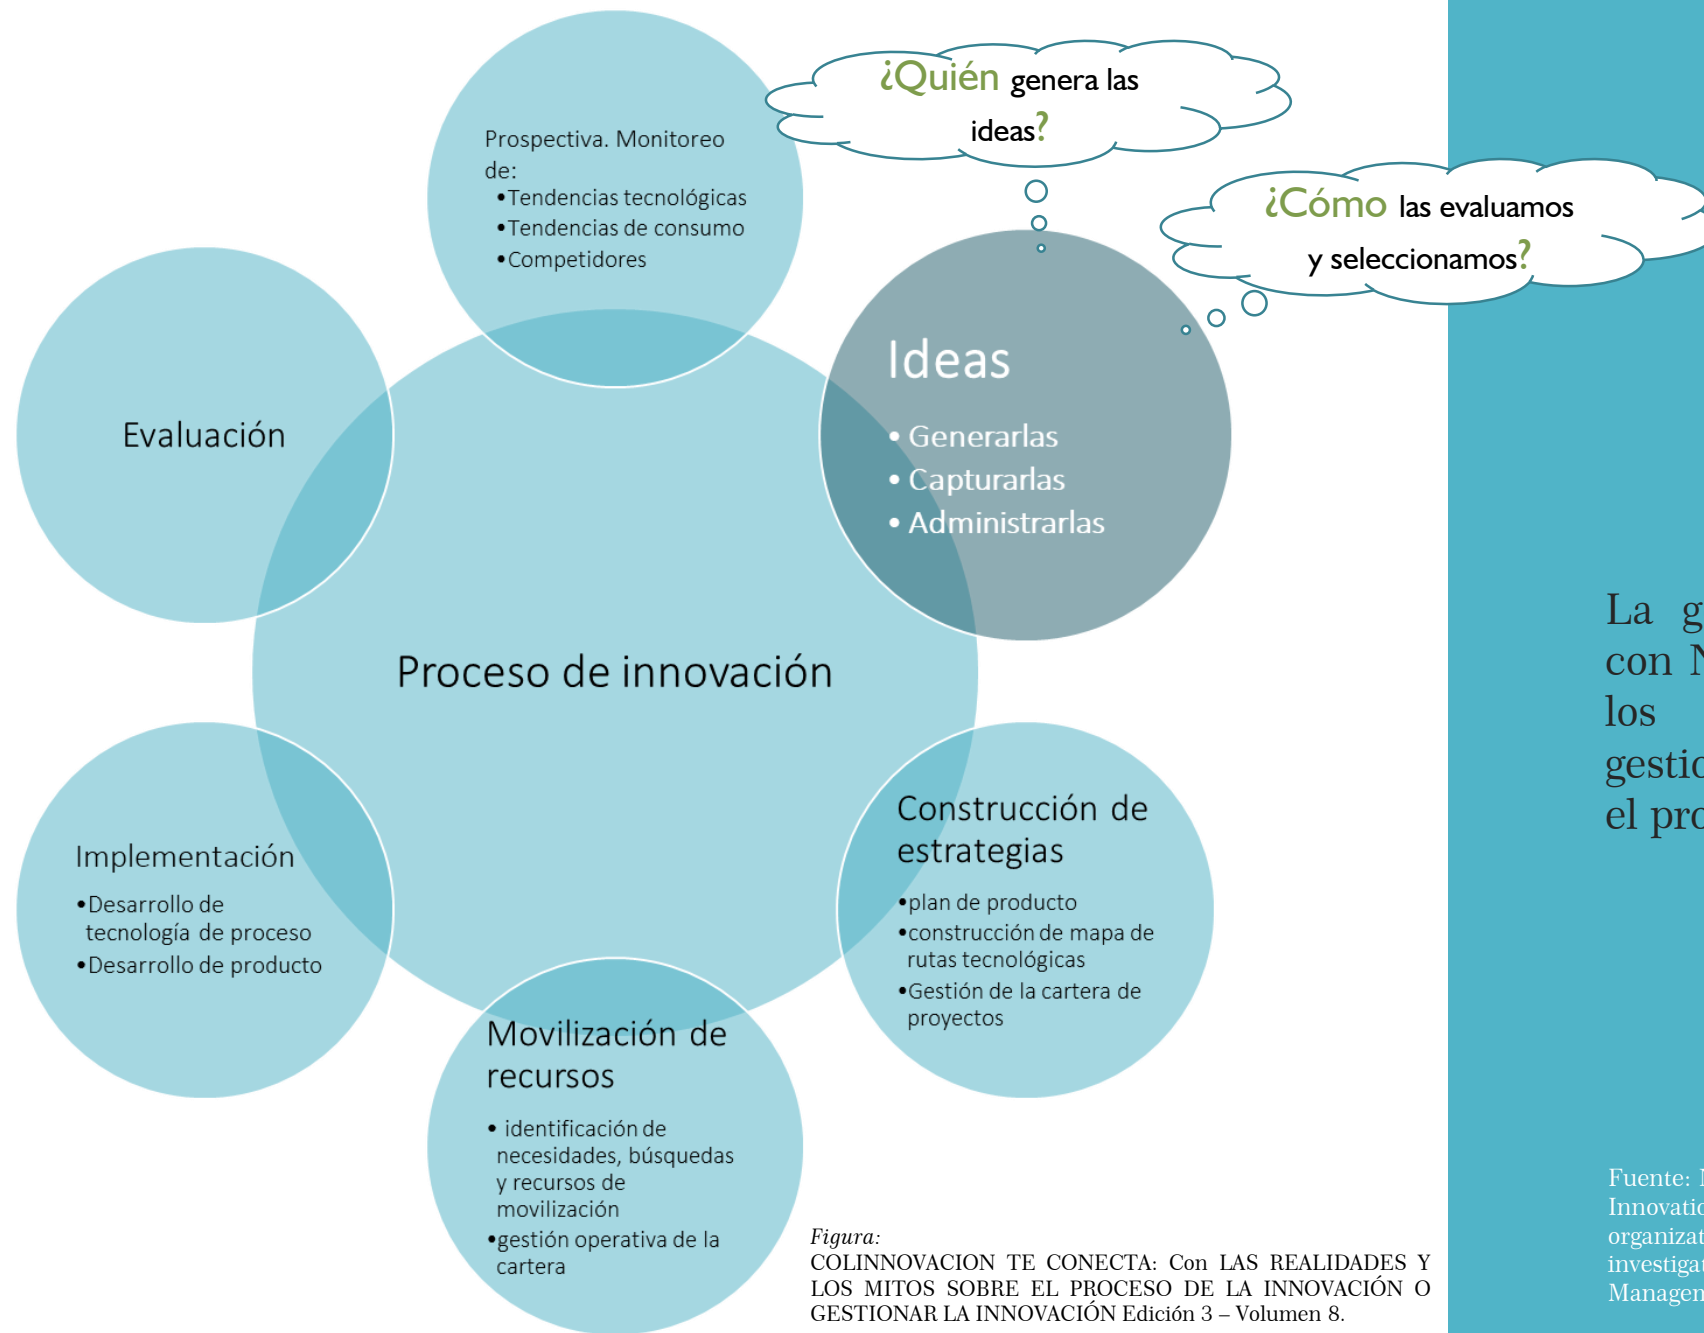 ¿Quién genera las
ideas?
¿Cómo las evaluamos
y seleccionamos?
Prospectiva. Monitoreo
de:
•Tendencias tecnológicas
•Tendencias de consumo
•Competidores
Ideas
• Generarlas
• Capturarlas
• Administrarlas
Evaluación
Proceso de innovación
Construcción de
estrategias
•plan de producto
•construcción de mapa de
rutas tecnológicas
•Gestión de la cartera de
proyectos
Implementación
•Desarrollo de
tecnología de proceso
•Desarrollo de producto
Movilización de
recursos
• identificación de
necesidades, búsquedas
y recursos de
movilización
•gestión operativa de la
cartera
Figura:
COLINNOVACION TE CONECTA: Con LAS REALIDADES Y
LOS MITOS SOBRE EL PROCESO DE LA INNOVACIÓN O
GESTIONAR LA INNOVACIÓN Edición 3 – Volumen 8.
La
con
los
el
Fuente: